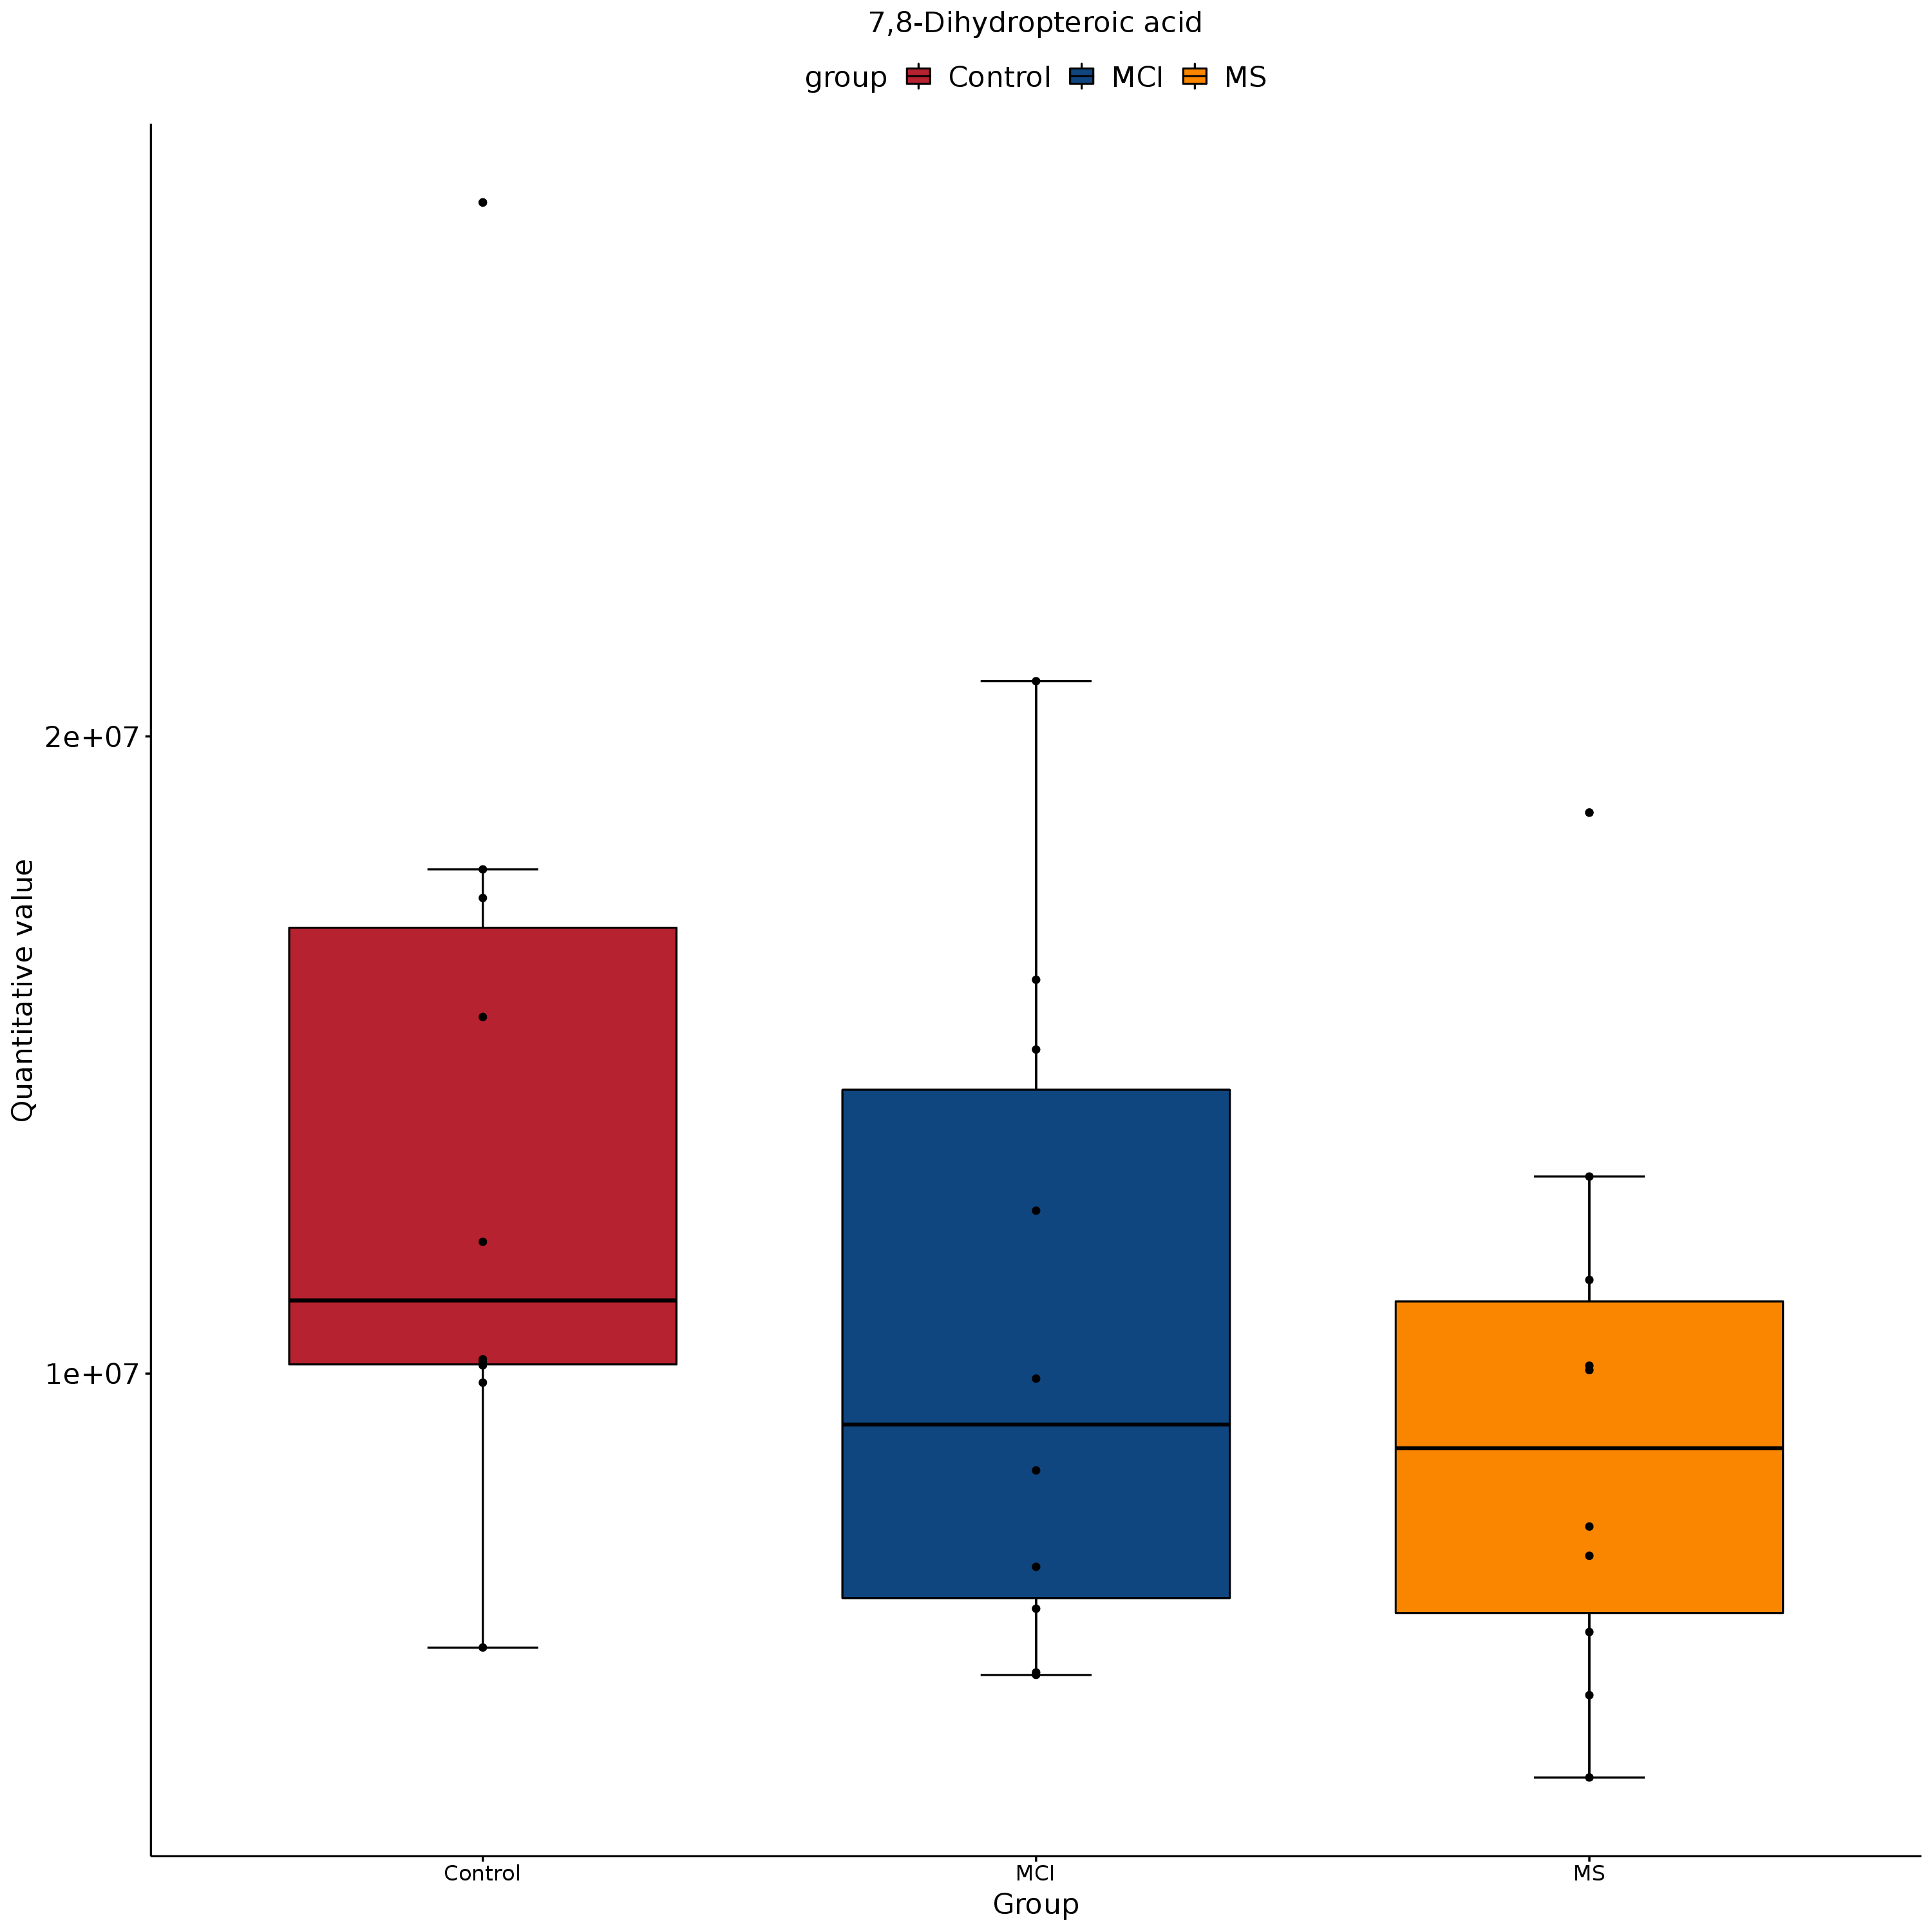 7,8-Dihydropteroic acid
group Control MCI MS
2e+07
1e+07
Quantitative value
Control MCI MS
Group